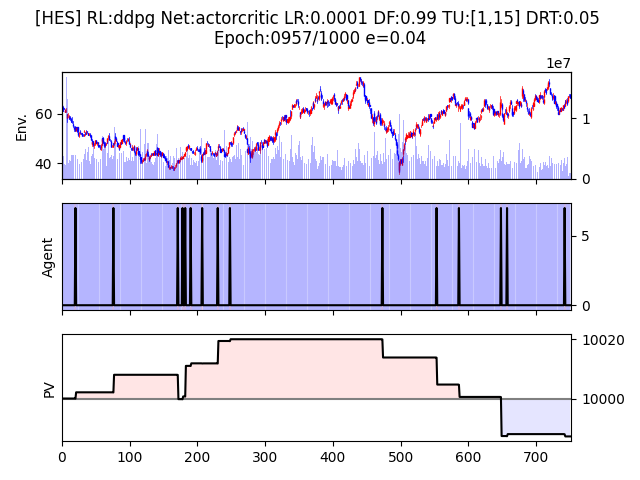 [HES] RL:ddpg Net:actorcritic LR:0.0001 DF:0.99 TU:[1,15] DRT:0.05
Epoch:0957/1000 e=0.04
1e7
Env.
60
40
1
0
Agent
5
0
PV
10020
10000
0 100 200 300 400 500 600 700